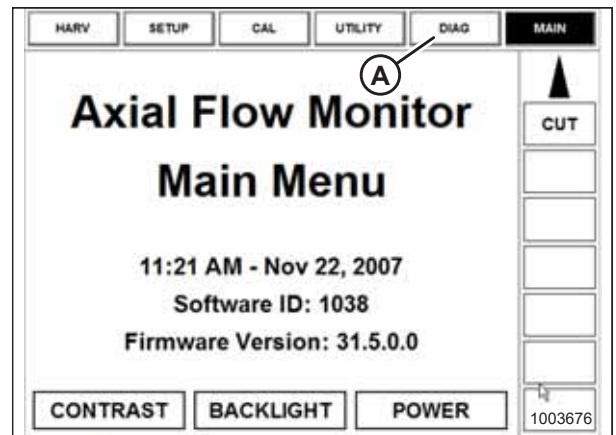 HARV SETUP CAL UTILITY DIAG MAIN
A
Axial Flow Monitor
CUT
Main Menu
11:21 AM - Nov 22, 2007
Software ID: 1038
Firmware Version: 31.5.0.0
CONTRAST BACKLIGHT POWER
1003676